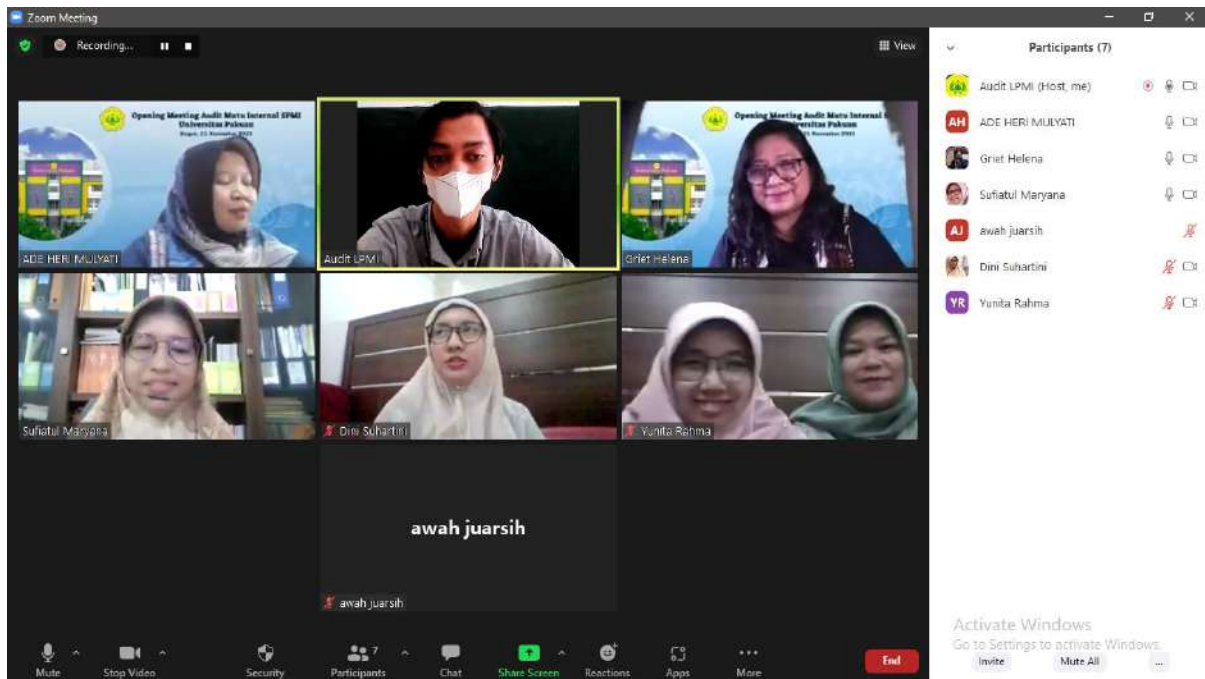 Zoom Meeting
Recording...
View
Opening Meeting Audit Mutu Internal SPMI
Universitas Pakuan
ADE HERI MULYATI
Audit LPMI
Opening Meeting Audit Mutu Internal
Universitas Pakuan
Griet Helena
Sufiatul Maryana
Dini Suhartini
Yunita Rahma
awah juarsih
awah juarsih
Participants (7)
Audit LPMI (Host, me)
AH ADE HERI MULYATI
Griet Helena
Sufiatul Maryana
AJ awah juarsih
Dini Suhartini
YR Yunita Rahma
Activate Windows
Go to Settings to activate Windows.
Invite Mute All ...
Mute
Stop Video
Security
7
Participants
Chat
Share Screen
Reactions
Apps
More
End